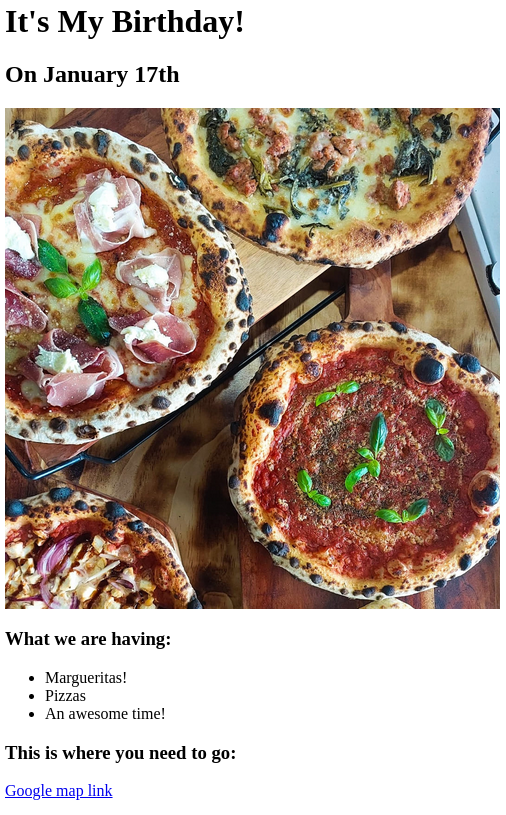 It's My Birthday!
On January 17th
What we are having:
Margueritas!
Pizzas
An awesome time!
This is where you need to go:
Google map link